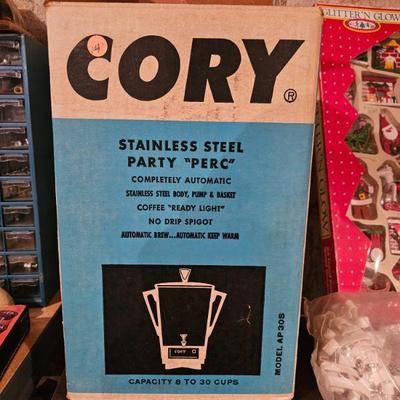 4
CORY®
STAINLESS STEEL
PARTY "PERC"
COMPLETELY AUTOMATIC
STAINLESS STEEL BODY, PUMP & BASKET
COFFEE "READY LIGHT"
NO DRIP SPIGOT
AUTOMATIC BREW...AUTOMATIC KEEP WARM
CORY
MODEL AP30S
CAPACITY 8 TO 30 CUPS
GLITTER'N GLOW